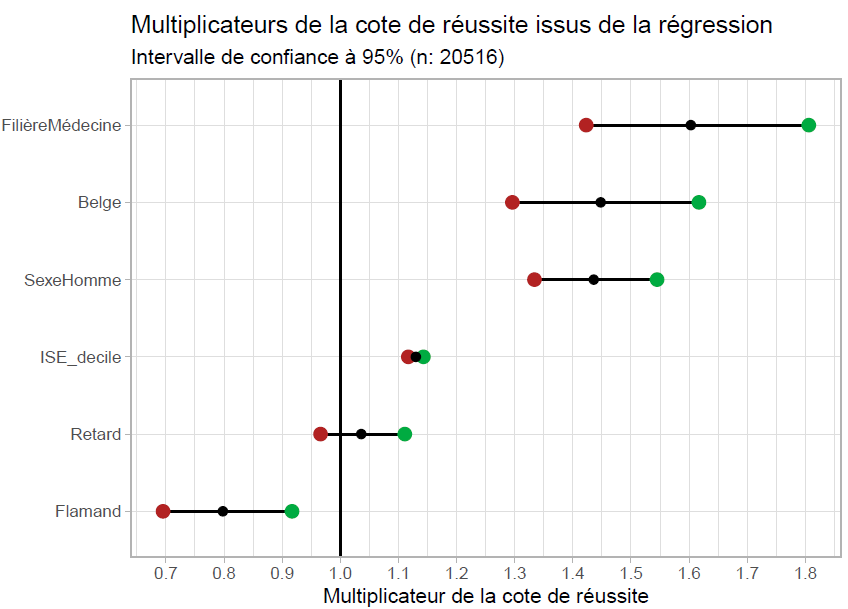 Multiplicateurs de la cote de réussite issus de la régression
Intervalle de confiance à 95% (n: 20516)
FilièreMédecine
Belge
SexeHomme
ISE_decile
Retard
Flamand
0.7 0.8 0.9 1.0 1.1 1.2 1.3 1.4 1.5 1.6 1.7 1.8
Multiplicateur de la cote de réussite